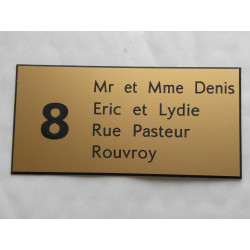 8
Mr et Mme Denis
Eric et Lydie
Rue Pasteur
Rouvroy